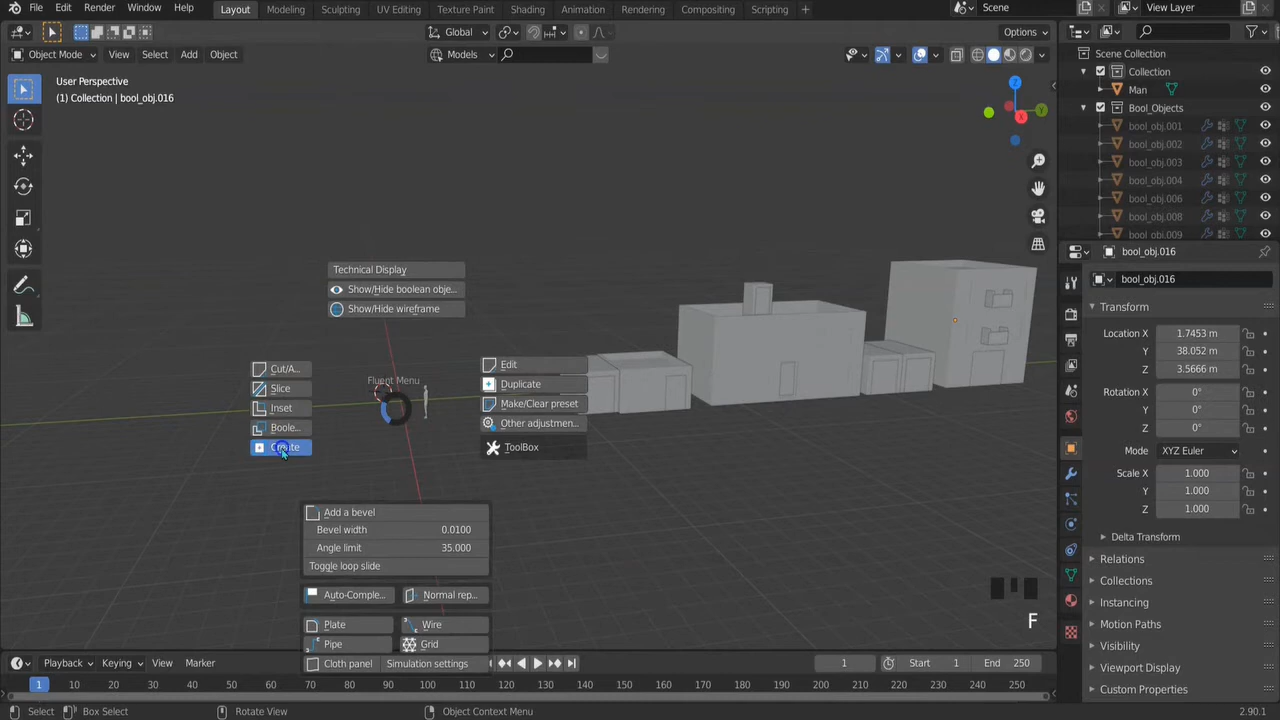 File Edit Render Window Help Layout Modeling Sculpting UV Editing Texture Paint Shading Animation Rendering Compositing Scripting + Scene View Layer
Global Options
Object Mode View Select Add Object Models
User Perspective
(1) Collection | bool_obj.016
Scene Collection
Collection
Man
Bool_Objects
bool_obj.001
bool_obj.002
bool_obj.003
bool_obj.004
bool_obj.006
bool_obj.008
bool_obj.009
Z
Y
X
Technical Display
Show/Hide boolean obje...
Show/Hide wireframe
Cut/A...
Slice
Inset
Boole...
Create
Fluent Menu
Edit
Duplicate
Make/Clear preset
Other adjustmen...
ToolBox
Add a bevel
Bevel width 0.0100
Angle limit 35.000
Toggle loop slide
Auto-Comple... Normal rep...
Plate Wire
Pipe Grid
Cloth panel Simulation settings
F
bool_obj.016
bool_obj.016
Transform
Location X 1.7453 m
Y 38.052 m
Z 3.5666 m
Rotation X 0°
Y 0°
Z 0°
Mode XYZ Euler
Scale X 1.000
Y 1.000
Z 1.000
Delta Transform
Relations
Collections
Instancing
Motion Paths
Visibility
Viewport Display
Custom Properties
Playback Keying View Marker 1 Start 1 End 250
1 10 20 30 40 50 60 70 80 90 100 110 120 130 140 150 160 170 180 190 200 210 220 230 240 250
Select Box Select Rotate View Object Context Menu 2.90.1